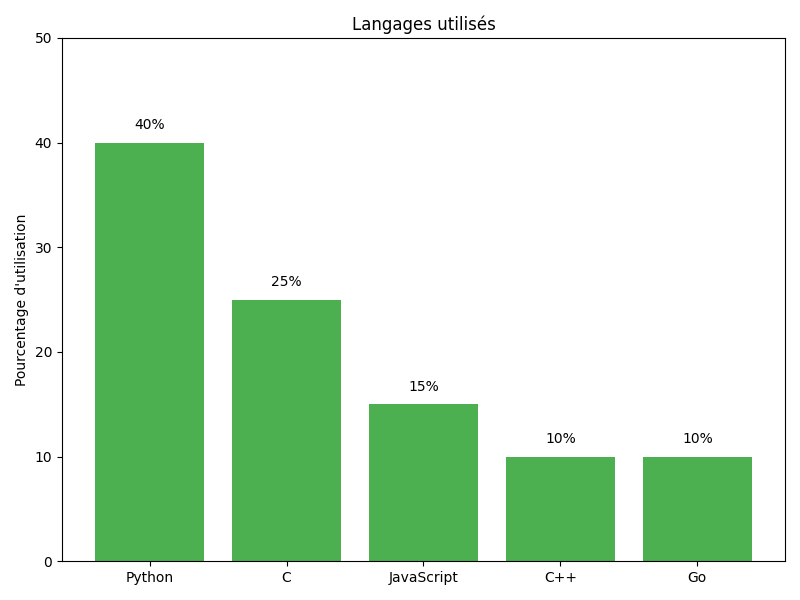 Langages utilisés
Pourcentage d'utilisation
50
40
30
20
10
0
40%
25%
15%
10%
10%
Python
C
JavaScript
C++
Go